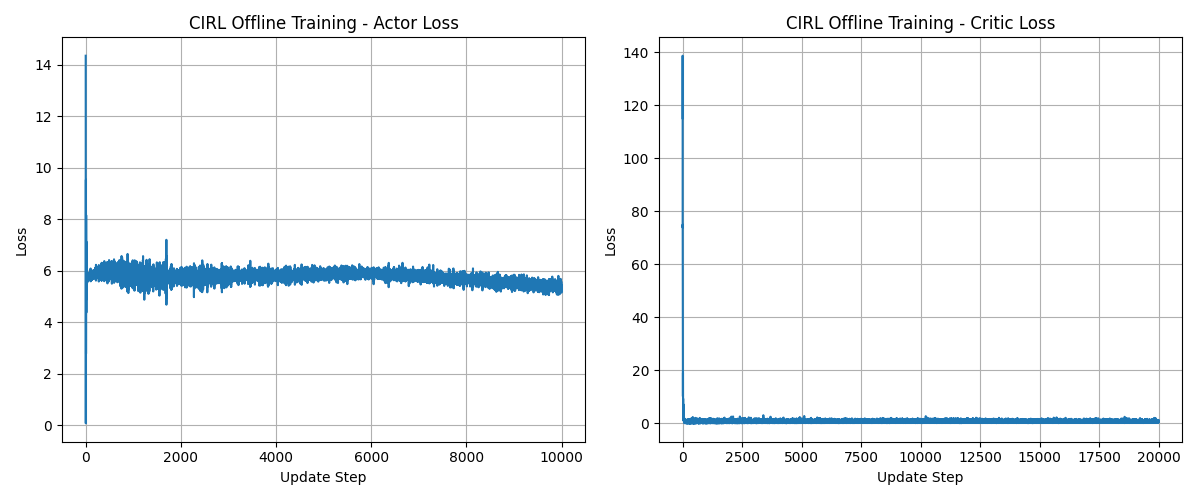 CIRL Offline Training - Actor Loss
14
12
10
8
6
4
2
0
Loss
0 2000 4000 6000 8000 10000
Update Step
CIRL Offline Training - Critic Loss
140
120
100
80
60
40
20
0
Loss
0 2500 5000 7500 10000 12500 15000 17500 20000
Update Step